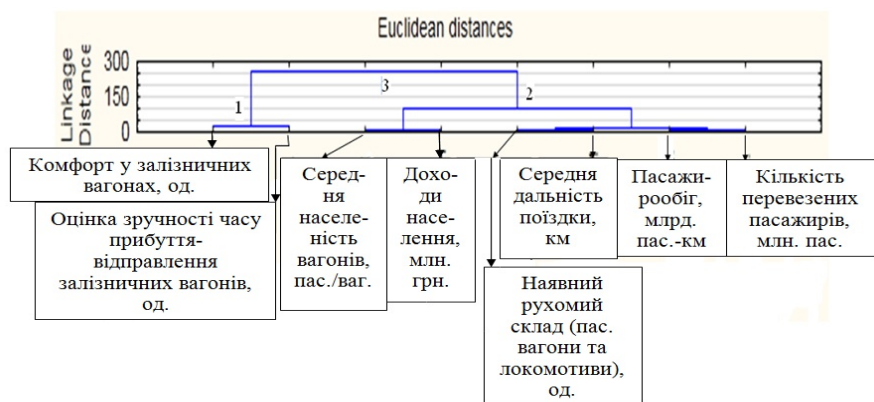 Euclidean distances
Linkage
Distance
300
150
0
1
3
2
Комфорт у залізничних
вагонах, од.
Оцінка зручності часу
прибуття-
відправлення
залізничних вагонів,
од.
Серед-
ня
населе-
ність
вагонів,
пас./ваг.
Дохо-
ди
насе-
лення,
млн.
грн.
Наявний
рухомий
склад (пас.
вагони та
локомотиви),
од.
Середня
дальність
поїздки,
км
Пасажи-
рообіг,
млрд.
пас.-км
Кількість
перевезених
пасажирів,
млн. пас.